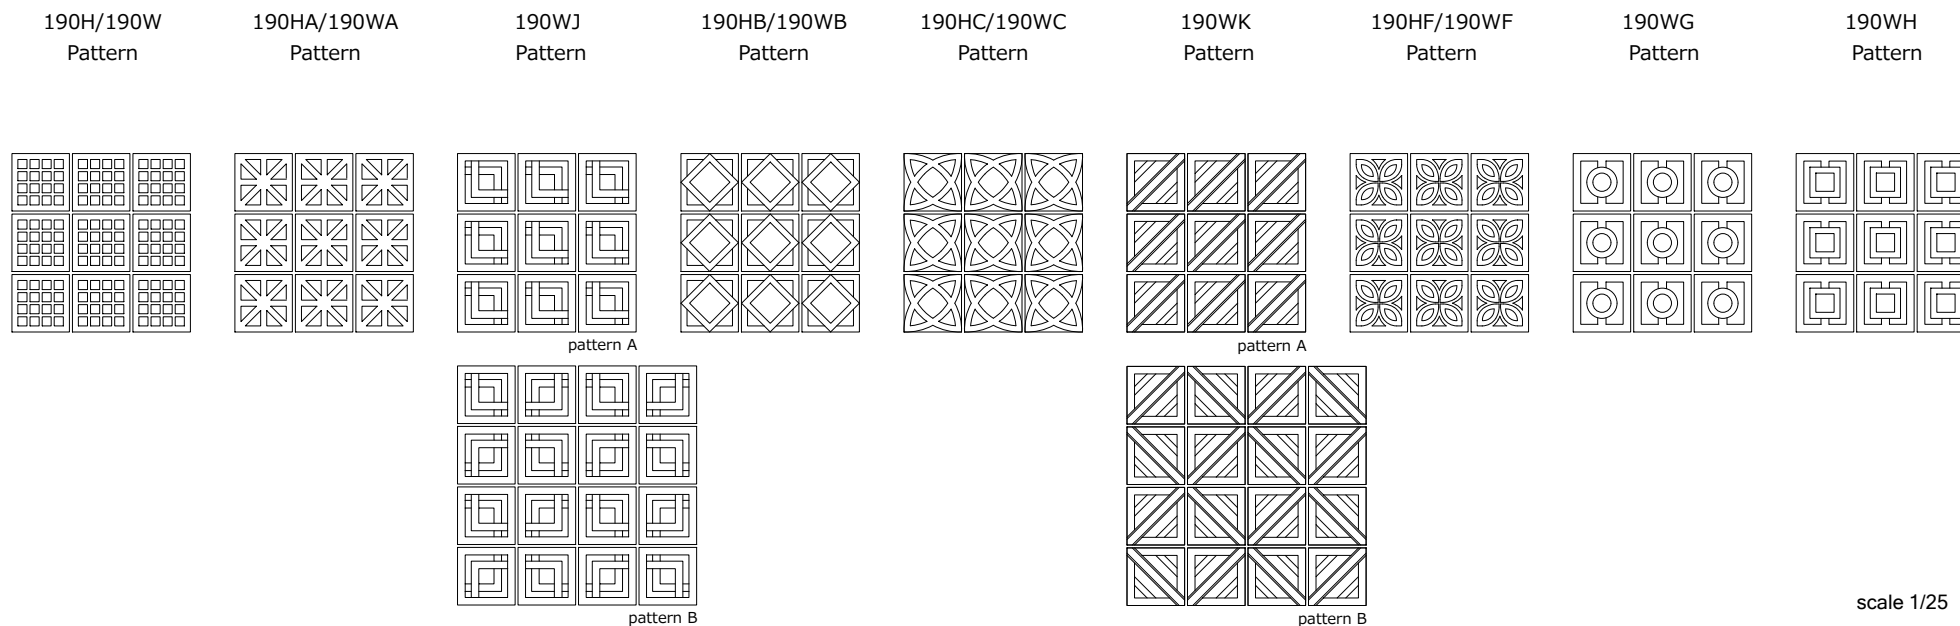 190H/190W
Pattern
190HA/190WA
Pattern
190WJ
Pattern
190HB/190WB
Pattern
190HC/190WC
Pattern
190WK
Pattern
190HF/190WF
Pattern
190WG
Pattern
190WH
Pattern
pattern A
pattern A
pattern B
pattern B
scale 1/25